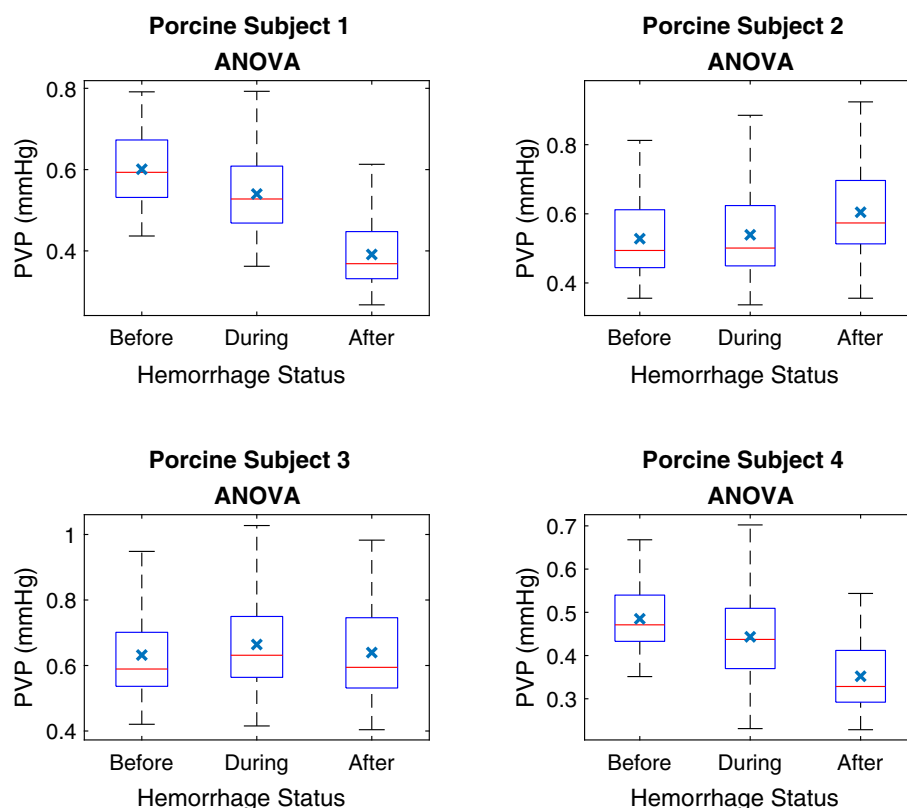 Porcine Subject 1
ANOVA
0.8
0.6
0.4
PVP (mmHg)
Before During After
Hemorrhage Status
Porcine Subject 2
ANOVA
0.8
0.6
0.4
PVP (mmHg)
Before During After
Hemorrhage Status
Porcine Subject 3
ANOVA
1
0.8
0.6
0.4
PVP (mmHg)
Before During After
Hemorrhage Status
Porcine Subject 4
ANOVA
0.7
0.6
0.5
0.4
0.3
PVP (mmHg)
Before During After
Hemorrhage Status